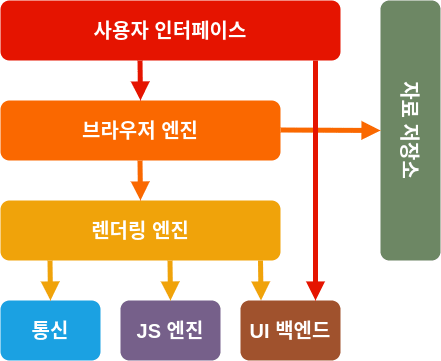 사용자 인터페이스
브라우저 엔진
자료 저장소
렌더링 엔진
통신
JS 엔진
UI 백엔드